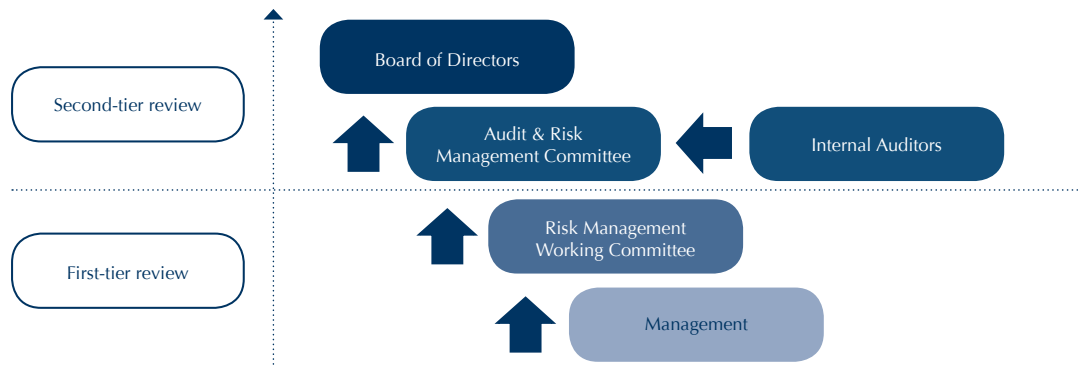 Board of Directors
Second-tier review
Audit & Risk
Management Committee
Internal Auditors
Risk Management
Working Committee
First-tier review
Management